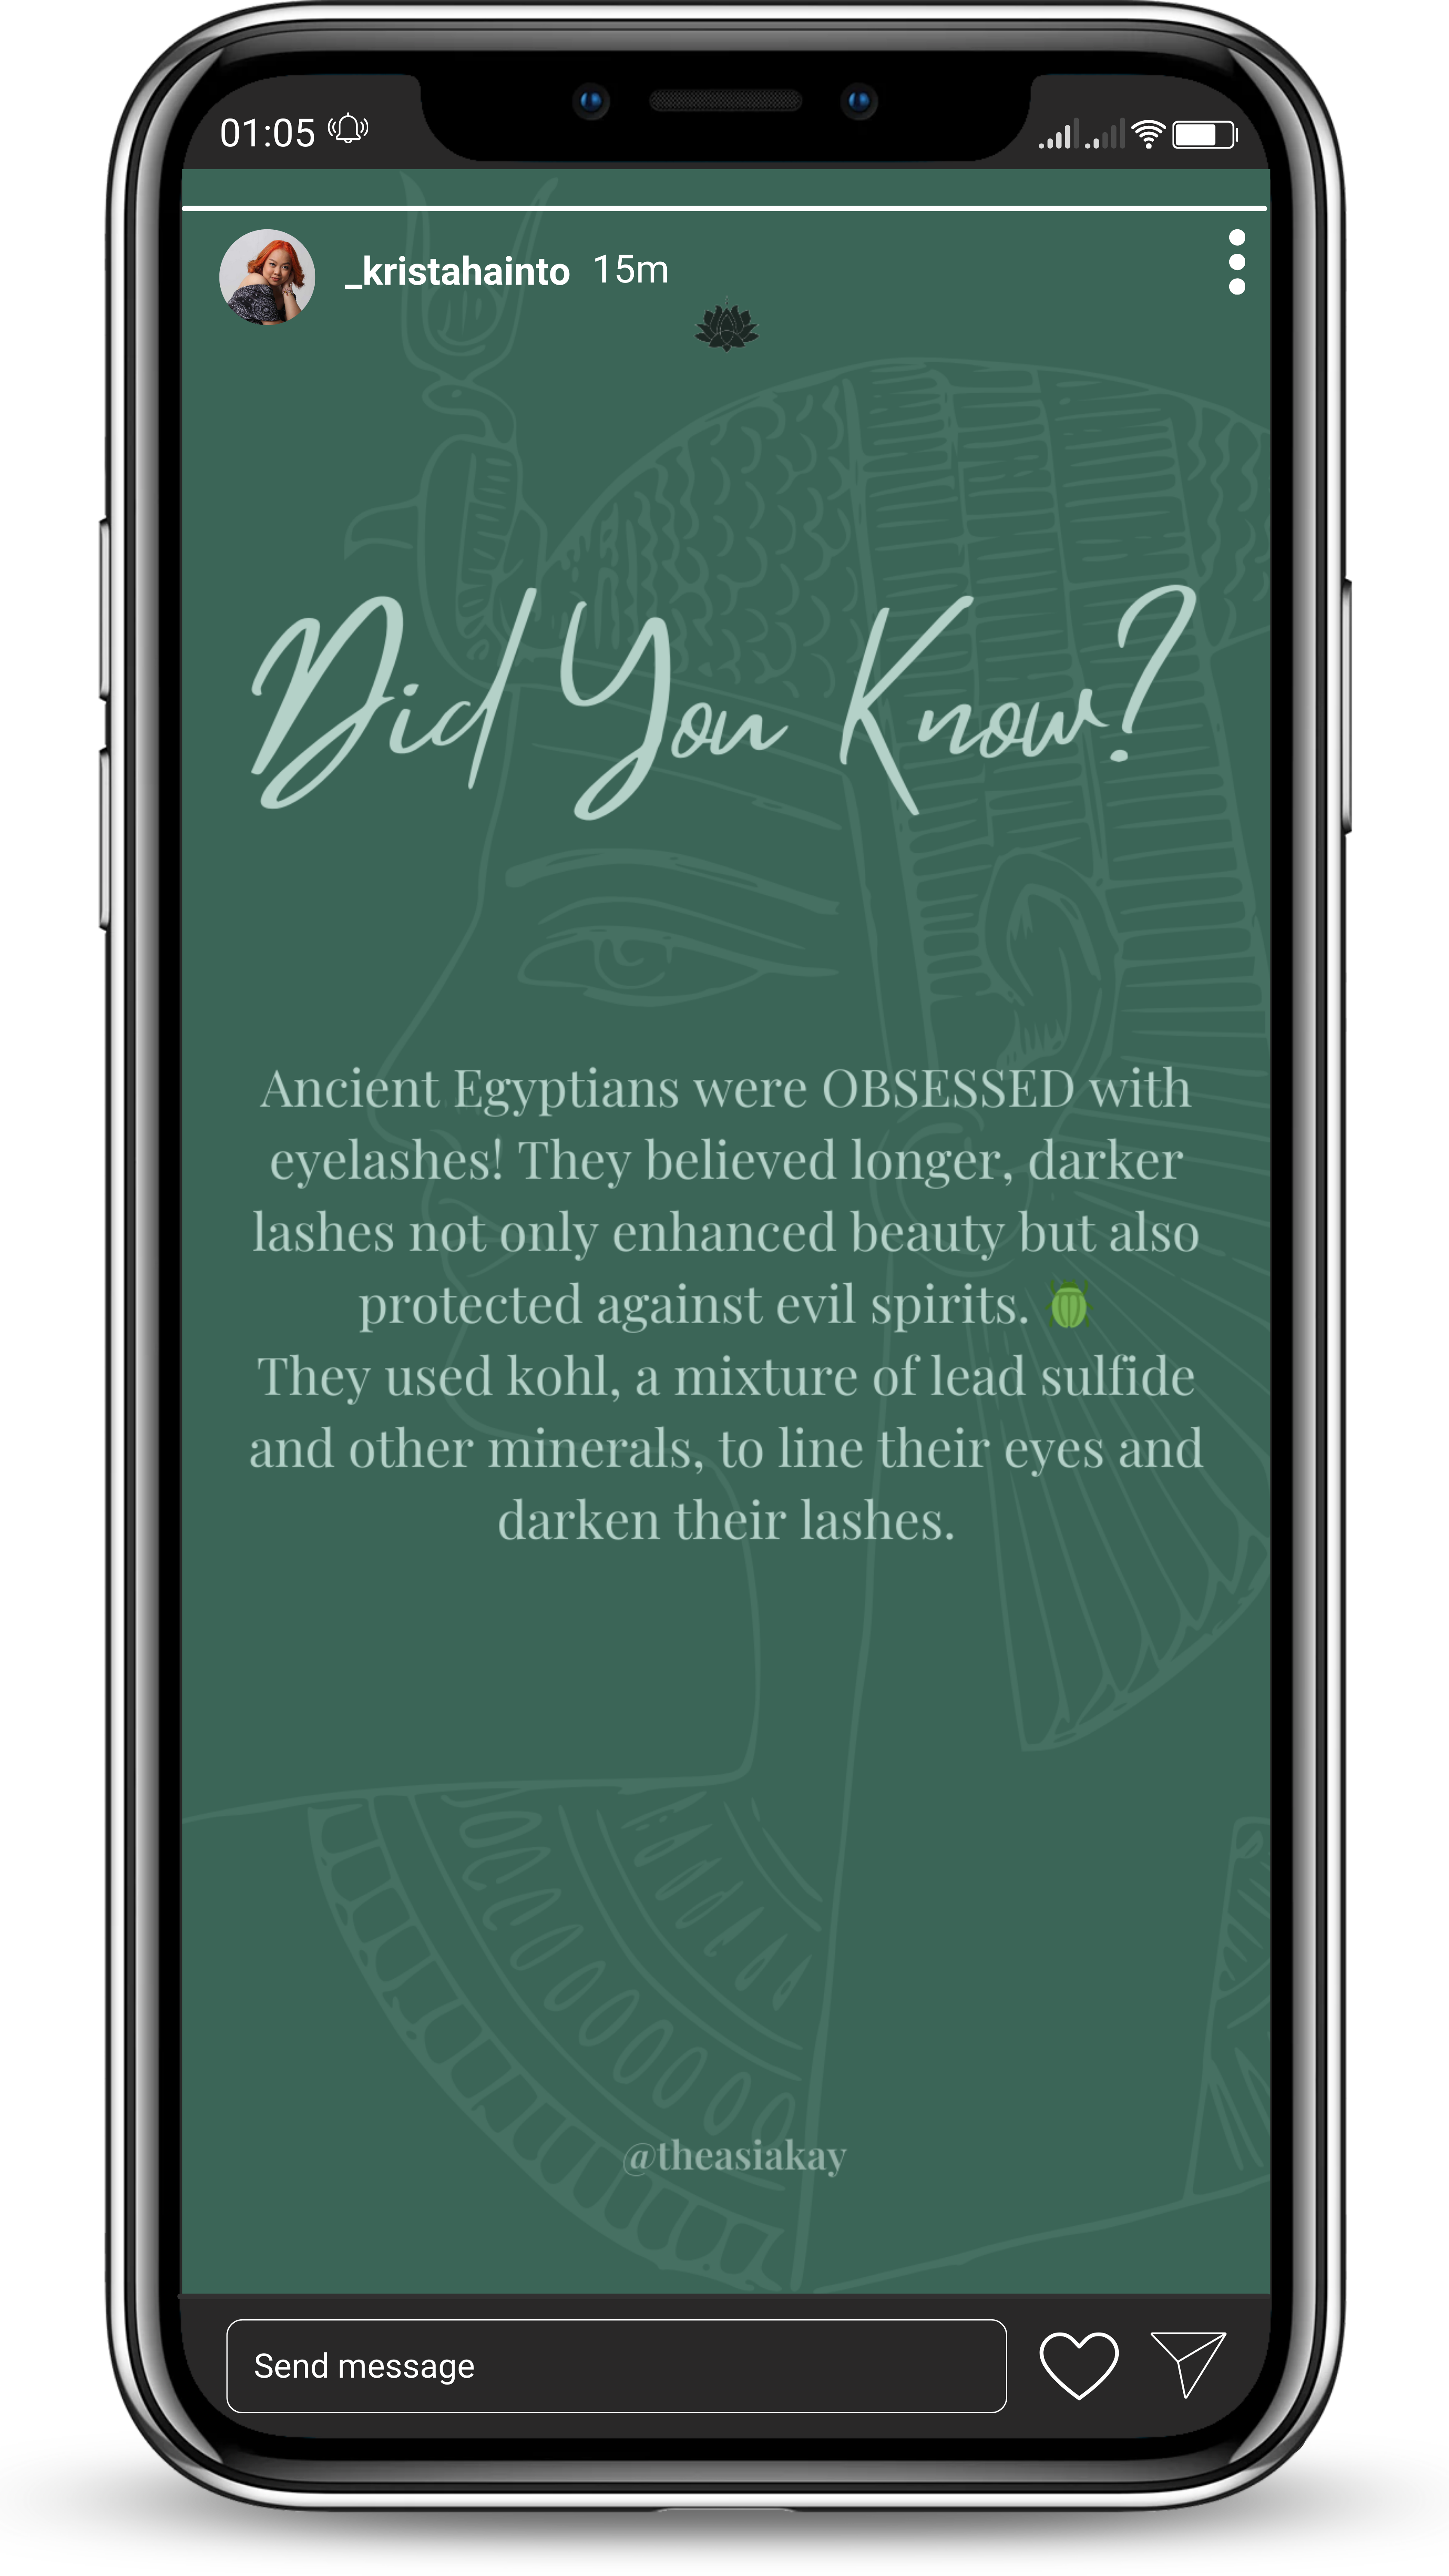 01:05
_kristahainto 15m
Did You Know?
Ancient Egyptians were OBSESSED with
eyelashes! They believed longer, darker
lashes not only enhanced beauty but also
protected against evil spirits. 🪲
They used kohl, a mixture of lead sulfide
and other minerals, to line their eyes and
darken their lashes.
@theasiakay
Send message